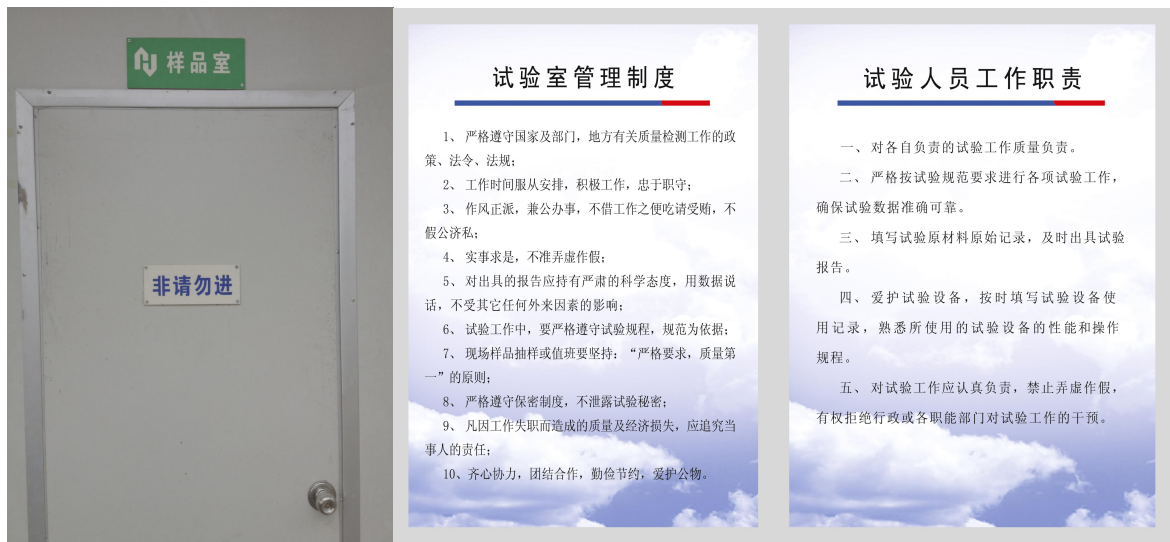 样品室
非请勿进
试验室管理制度
1、 严格遵守国家及部门，地方有关质量检测工作的政
策、法令、法规；
2、 工作时间服从安排，积极工作，忠于职守；
3、 作风正派，兼公办事，不借工作之便吃请受贿，不
假公济私；
4、 实事求是，不准弄虚作假；
5、 对出具的报告应持有严肃的科学态度，用数据说
话，不受其它任何外来因素的影响；
6、 试验工作中，要严格遵守试验规程，规范为依据；
7、 现场样品抽样或值班要坚持：“严格要求，质量第
一”的原则；
8、 严格遵守保密制度，不泄露试验秘密；
9、 凡因工作失职而造成的质量及经济损失，应追究当
事人的责任；
10、齐心协力，团结合作，勤俭节约，爱护公物。
试验人员工作职责
一、 对各自负责的试验工作质量负责。
二、 严格按试验规范要求进行各项试验工作，
确保试验数据准确可靠。
三、 填写试验原材料原始记录，及时出具试验
报告。
四、 爱护试验设备，按时填写试验设备使
用记录，熟悉所使用的试验设备的性能和操作
规程。
五、 对试验工作应认真负责，禁止弄虚作假，
有权拒绝行政或各职能部门对试验工作的干预。